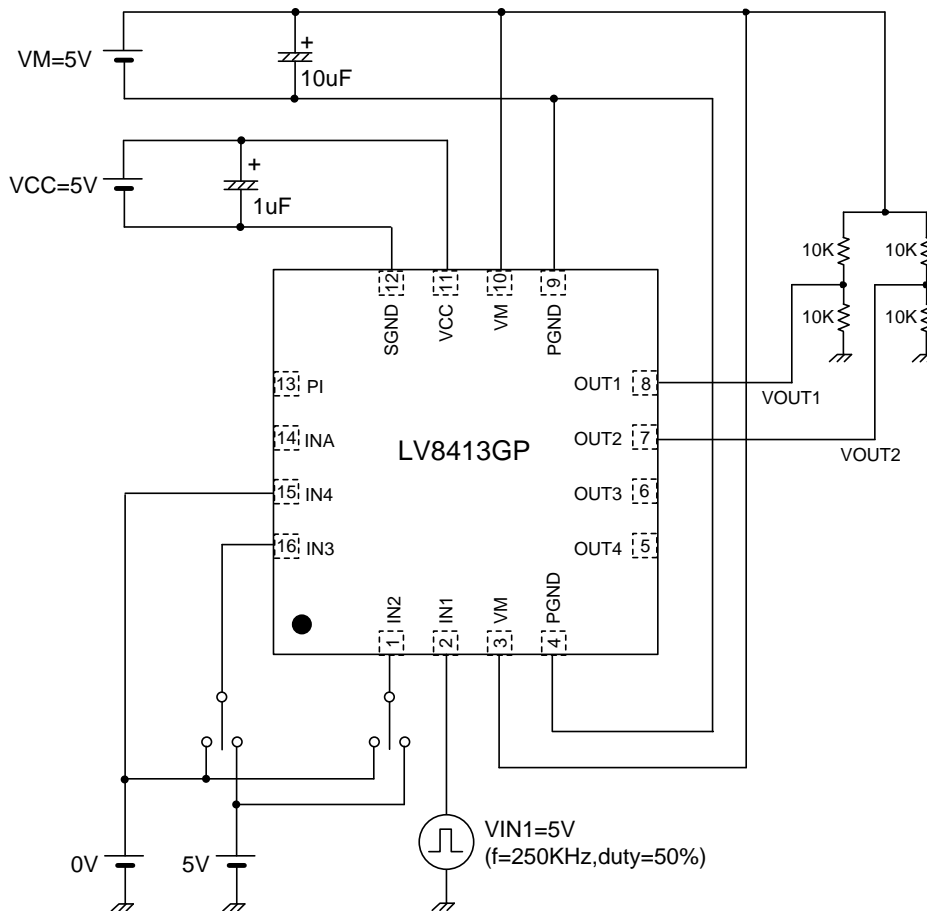 VM=5V
+
10uF
VCC=5V
+
1uF
10K
10K
10K
10K
12
11
10
9
SGND
VCC
VM
PGND
13 PI
OUT1 8
VOUT1
14 INA
LV8413GP
OUT2 7
VOUT2
15 IN4
OUT3 6
16 IN3
OUT4 5
IN2
IN1
VM
PGND
1
2
3
4
0V
5V
VIN1=5V
(f=250KHz,duty=50%)